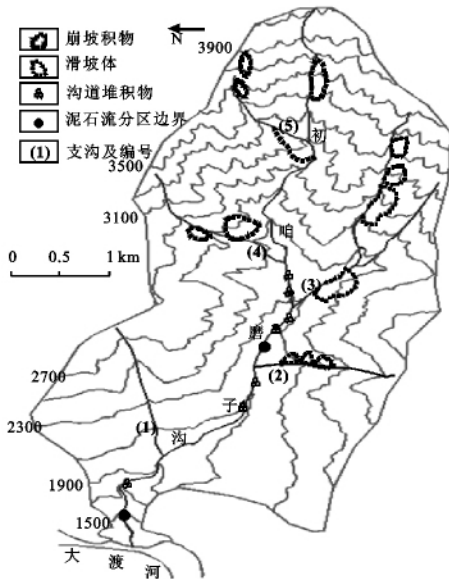 崩坡积物
滑坡体
沟道堆积物
泥石流分区边界
(1) 支沟及编号
N
3900
3500
3100
0 0.5 1 km
2700
2300
1900
1500
(5)
初
咱
(4)
(3)
磨
(2)
子
(1)
沟
大渡河